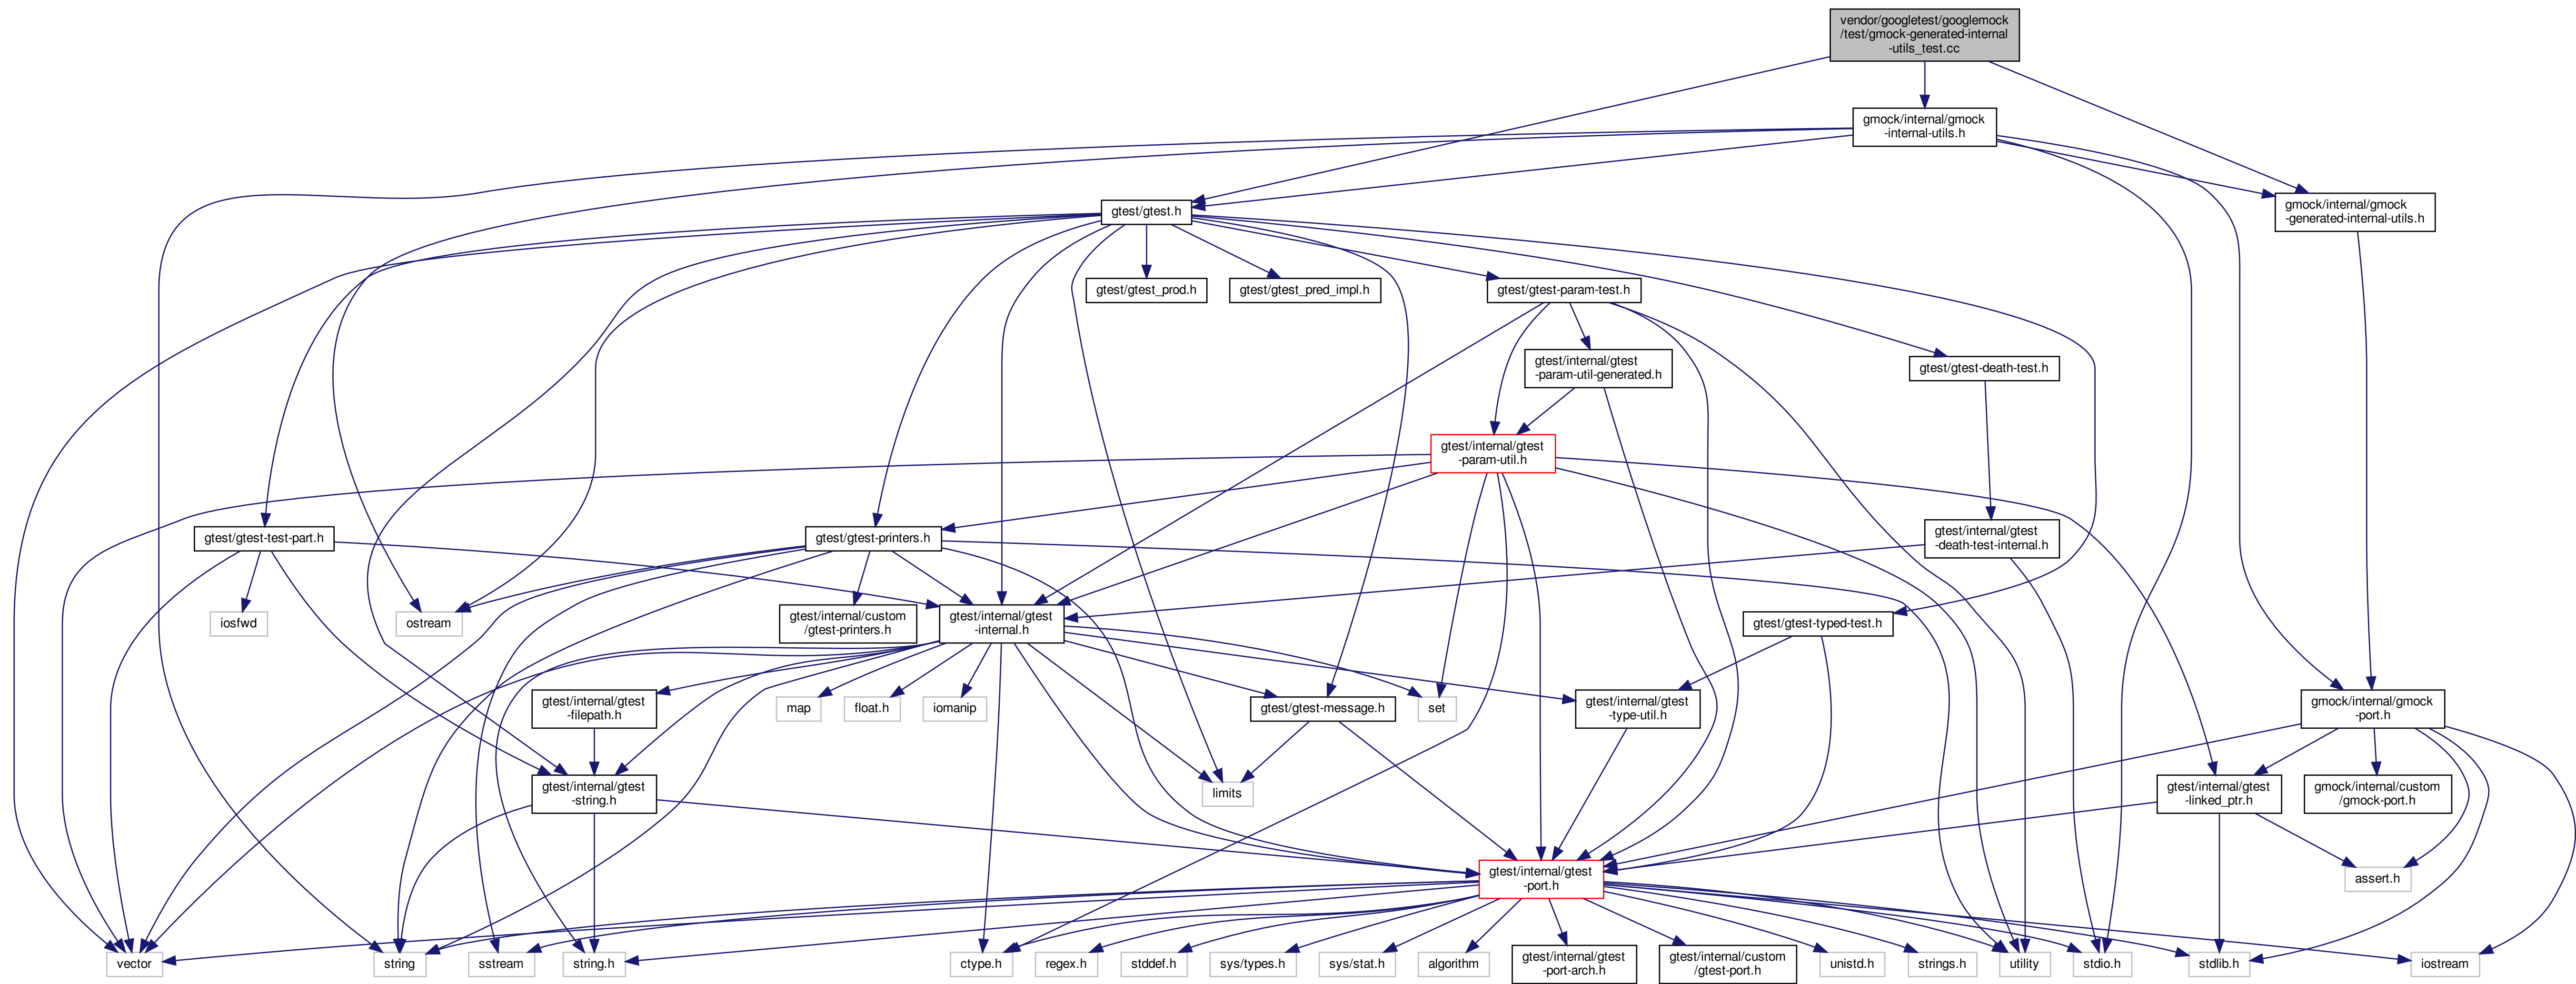 vendor/googletest/googlemock
/test/gmock-generated-internal
-utils_test.cc
gmock/internal/gmock
-internal-utils.h
gtest/gtest.h
gmock/internal/gmock
-generated-internal-utils.h
gtest/gtest_prod.h
gtest/gtest_pred_impl.h
gtest/gtest-param-test.h
gtest/internal/gtest
-param-util-generated.h
gtest/gtest-death-test.h
gtest/internal/gtest
-param-util.h
gtest/gtest-test-part.h
gtest/gtest-printers.h
gtest/internal/gtest
-death-test-internal.h
iosfwd
ostream
gtest/internal/custom
/gtest-printers.h
gtest/internal/gtest
-internal.h
gtest/gtest-typed-test.h
gtest/internal/gtest
-filepath.h
map
float.h
iomanip
gtest/gtest-message.h
set
gtest/internal/gtest
-type-util.h
gmock/internal/gmock
-port.h
gtest/internal/gtest
-string.h
limits
gtest/internal/gtest
-linked_ptr.h
gmock/internal/custom
/gmock-port.h
gtest/internal/gtest
-port.h
assert.h
vector
string
sstream
string.h
ctype.h
regex.h
stddef.h
sys/types.h
sys/stat.h
algorithm
gtest/internal/gtest
-port-arch.h
gtest/internal/custom
/gtest-port.h
unistd.h
strings.h
utility
stdio.h
stdlib.h
iostream